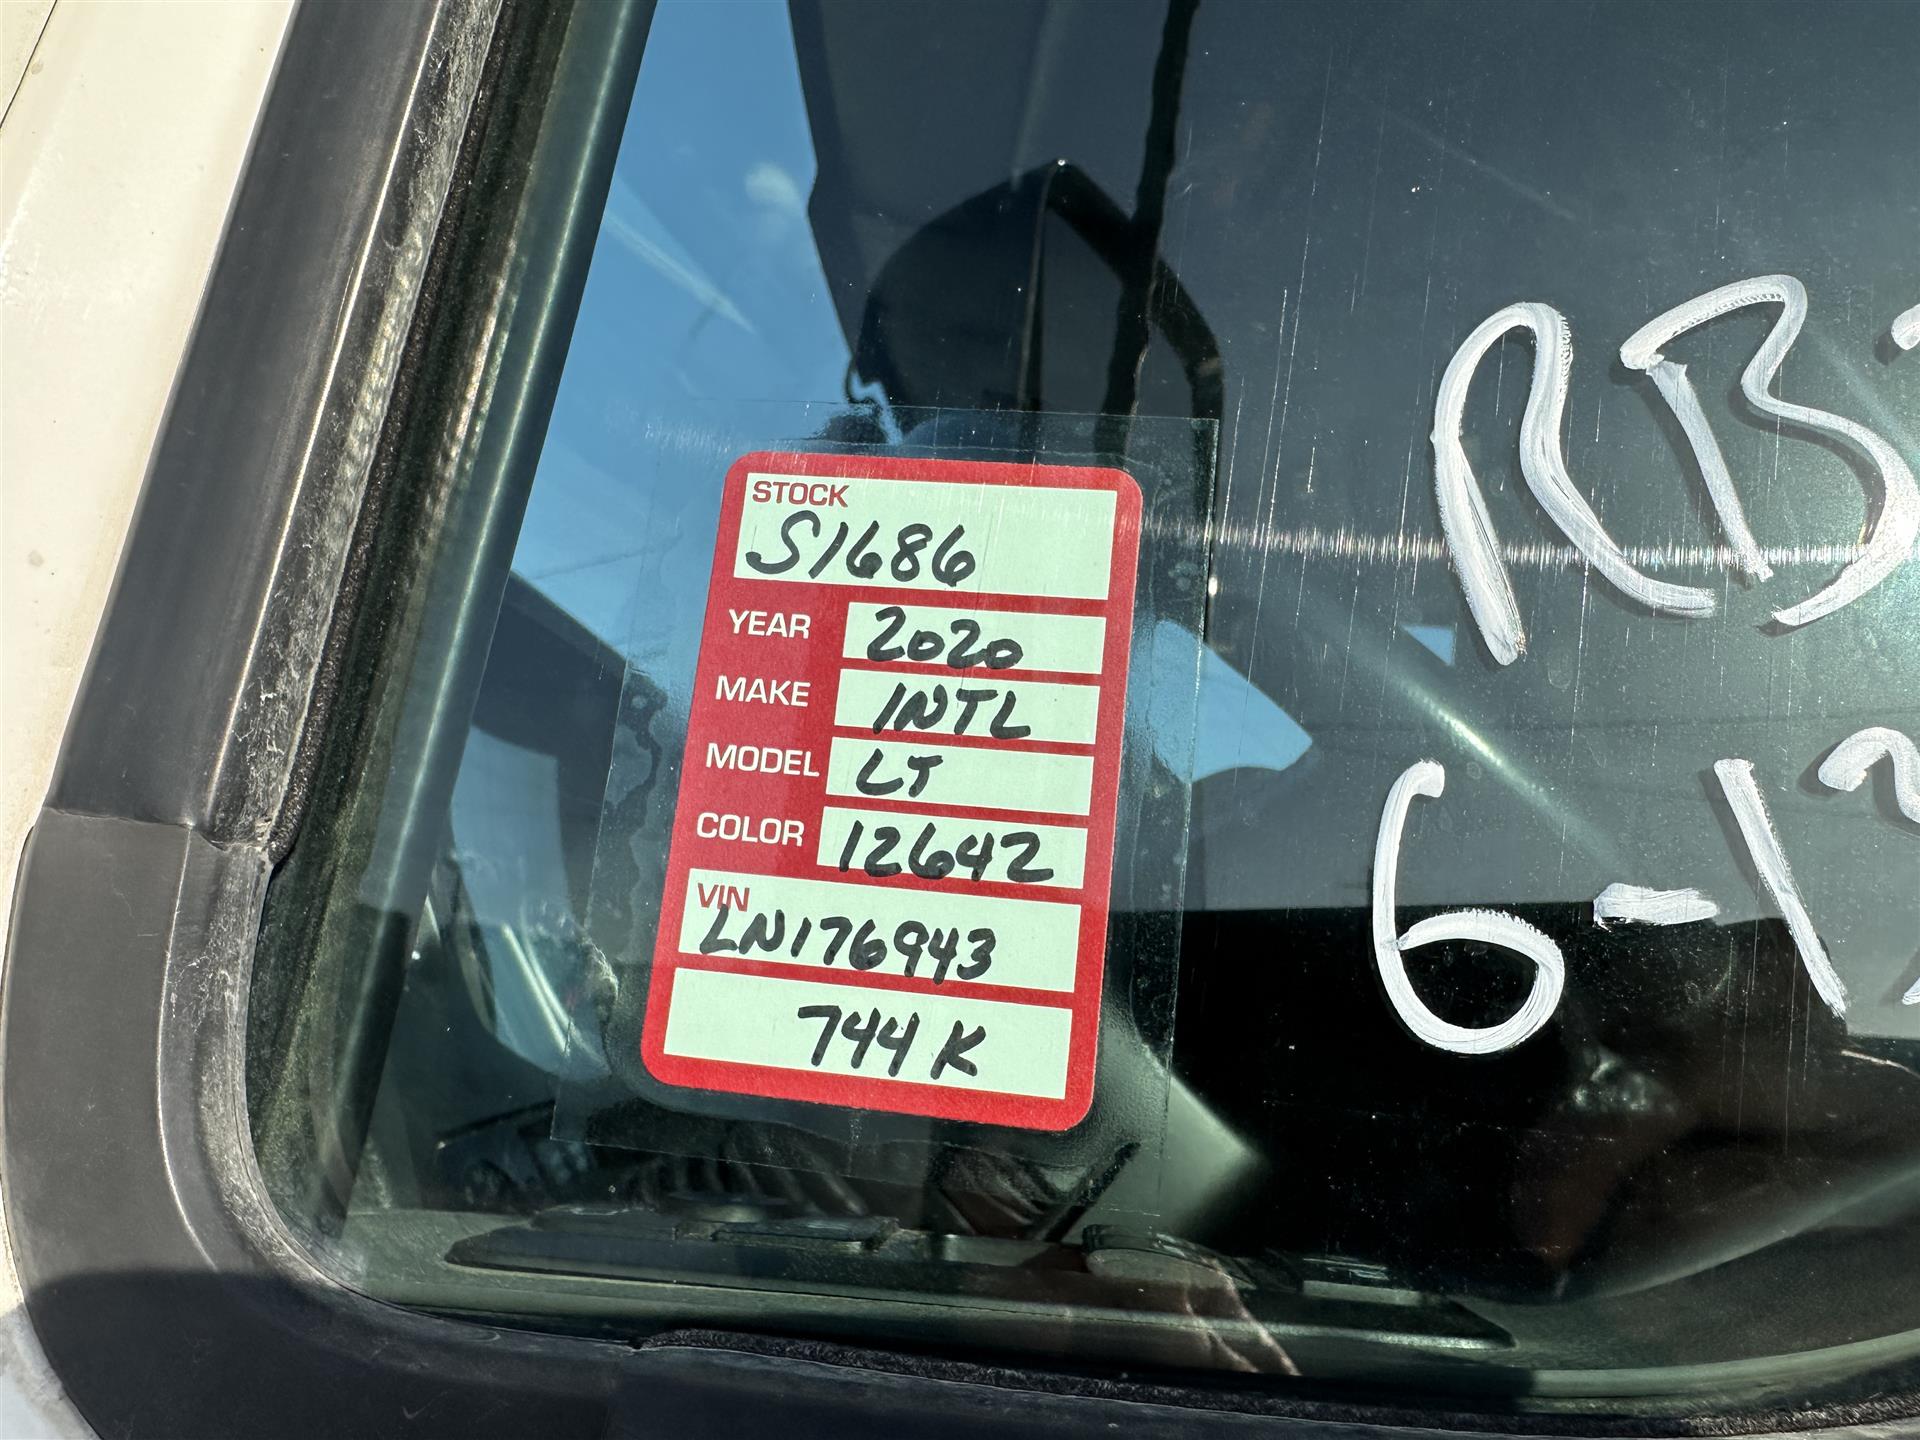 STOCK
S1686
YEAR 2020
MAKE INTL
MODEL LT
COLOR 12642
VIN
LN176943
744K
RB
6-1